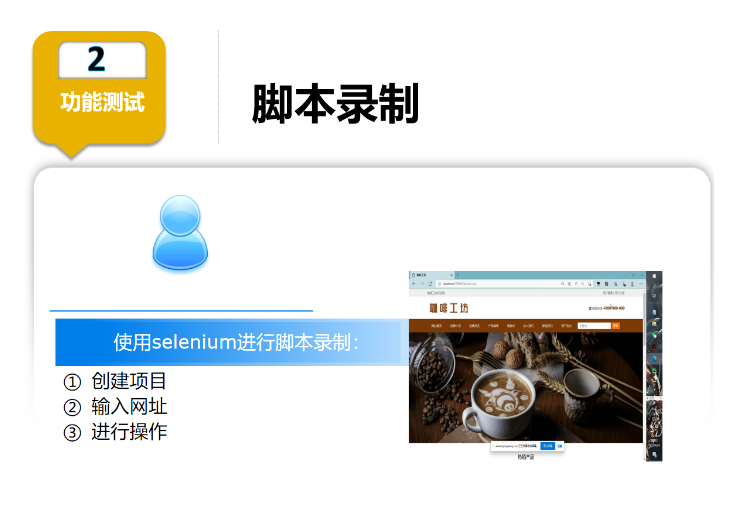 2
功能测试
脚本录制
使用selenium进行脚本录制：
① 创建项目
② 输入网址
③ 进行操作
咖啡工坊
热销产品